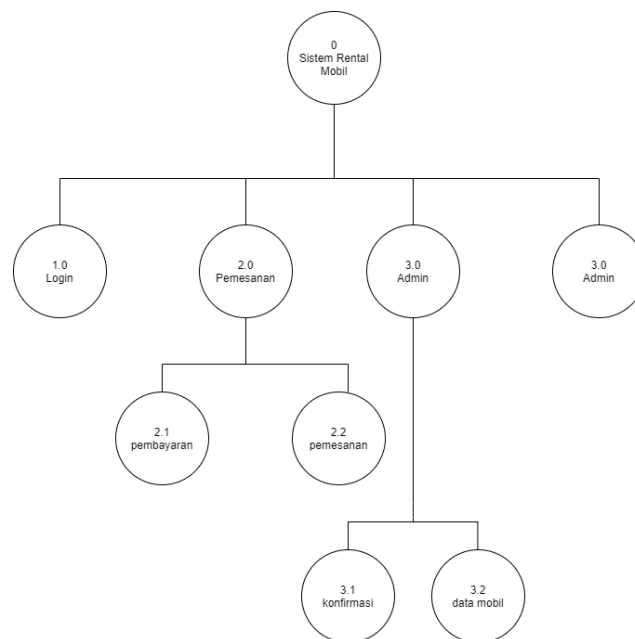 0
Sistem Rental
Mobil
1.0
Login
2.0
Pemesanan
3.0
Admin
3.0
Admin
2.1
pembayaran
2.2
pemesanan
3.1
konfirmasi
3.2
data mobil